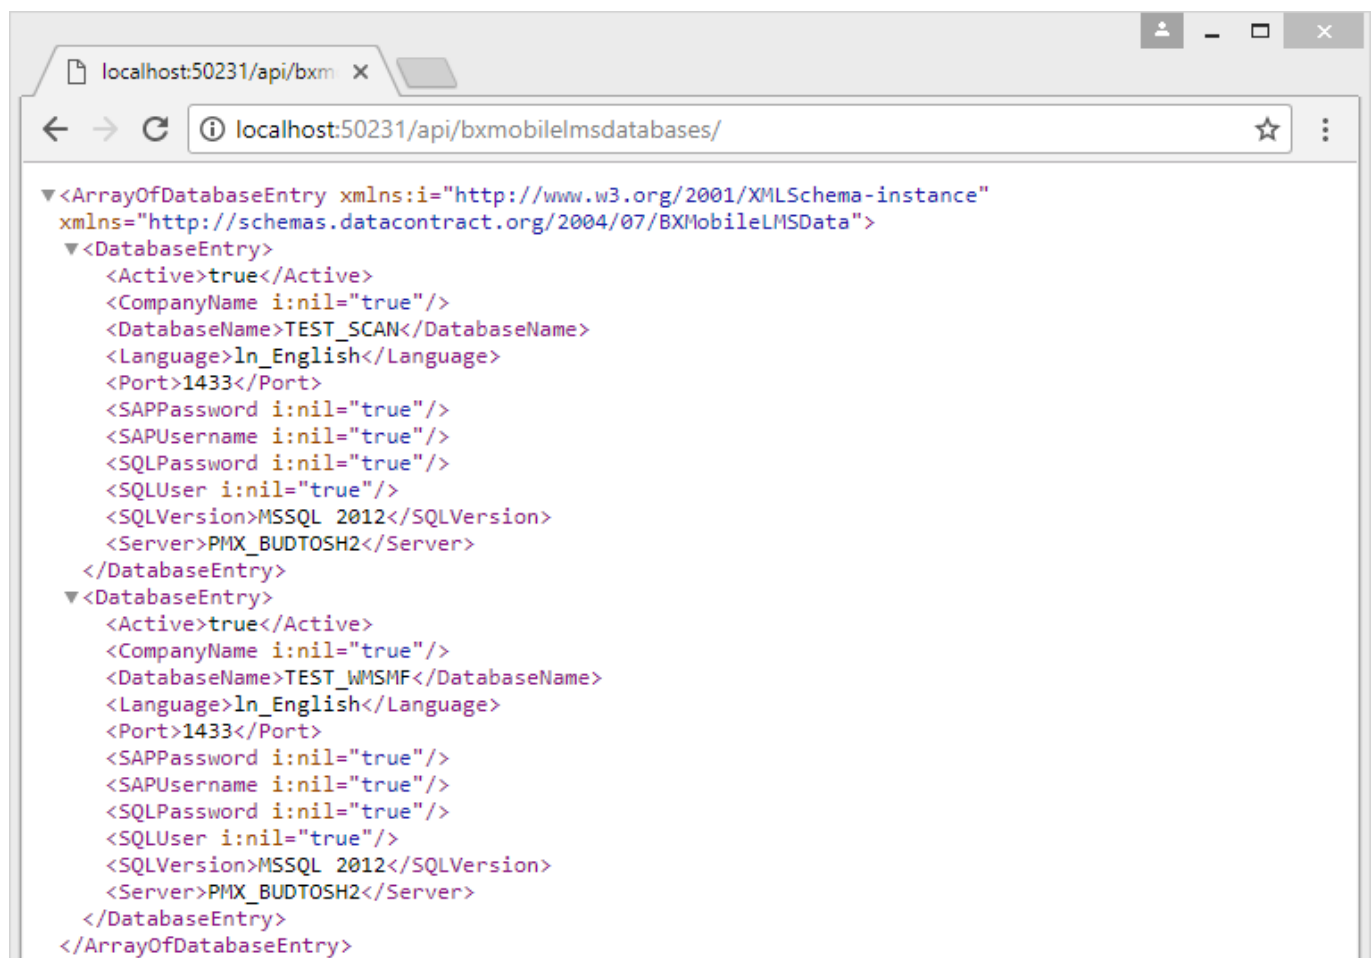 localhost:50231/api/bxm
localhost:50231/api/bxmobilelmsdatabases/
<ArrayOfDatabaseEntry xmlns:i="http://www.w3.org/2001/XMLSchema-instance"
xmlns="http://schemas.datacontract.org/2004/07/BXMobileLMSData">
<DatabaseEntry>
<Active>true</Active>
<CompanyName i:nil="true"/>
<DatabaseName>TEST_SCAN</DatabaseName>
<Language>ln_English</Language>
<Port>1433</Port>
<SAPPassword i:nil="true"/>
<SAPUsername i:nil="true"/>
<SQLPassword i:nil="true"/>
<SQLUser i:nil="true"/>
<SQLVersion>MSSQL 2012</SQLVersion>
<Server>PMX_BUDTOSH2</Server>
</DatabaseEntry>
<DatabaseEntry>
<Active>true</Active>
<CompanyName i:nil="true"/>
<DatabaseName>TEST_WMSMF</DatabaseName>
<Language>ln_English</Language>
<Port>1433</Port>
<SAPPassword i:nil="true"/>
<SAPUsername i:nil="true"/>
<SQLPassword i:nil="true"/>
<SQLUser i:nil="true"/>
<SQLVersion>MSSQL 2012</SQLVersion>
<Server>PMX_BUDTOSH2</Server>
</DatabaseEntry>
</ArrayOfDatabaseEntry>